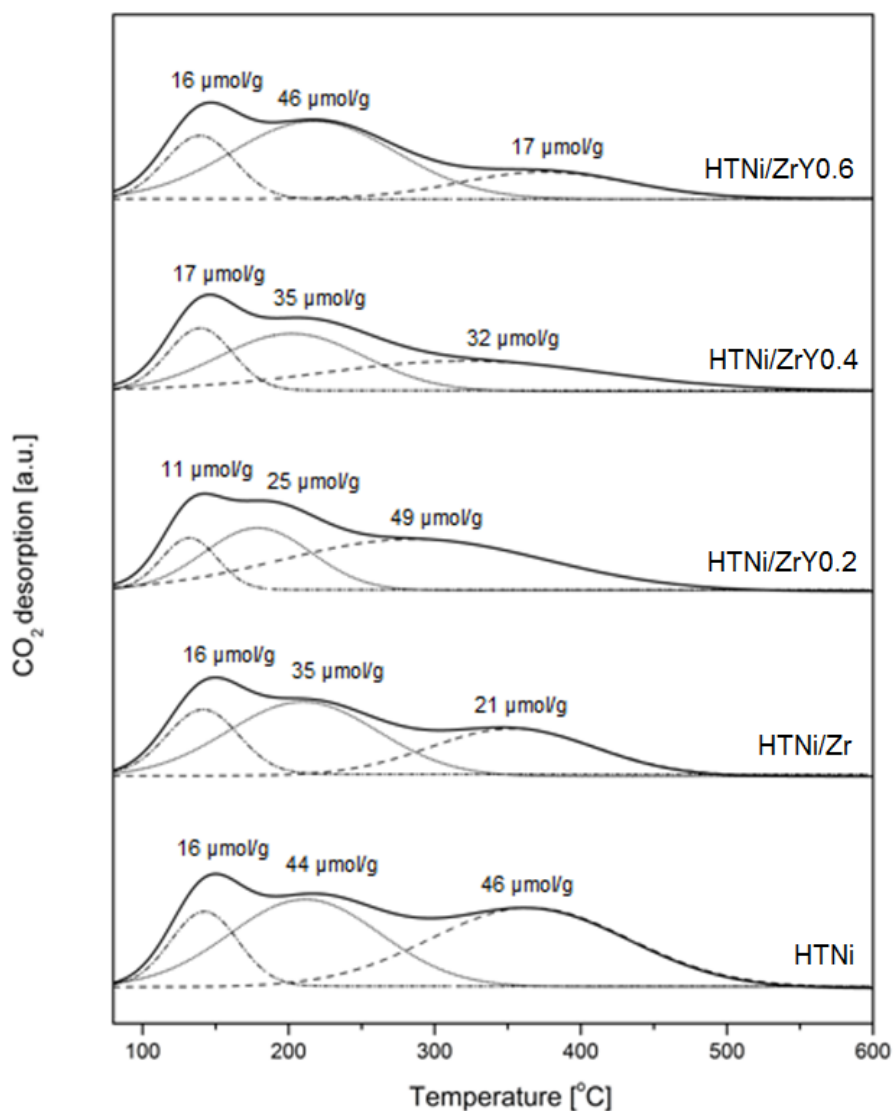 16 µmol/g
46 µmol/g
17 µmol/g
HTNi/ZrY0.6
17 µmol/g
35 µmol/g
32 µmol/g
HTNi/ZrY0.4
11 µmol/g
25 µmol/g
49 µmol/g
HTNi/ZrY0.2
16 µmol/g
35 µmol/g
21 µmol/g
HTNi/Zr
16 µmol/g
44 µmol/g
46 µmol/g
HTNi
CO₂ desorption [a.u.]
100 200 300 400 500 600
Temperature [°C]